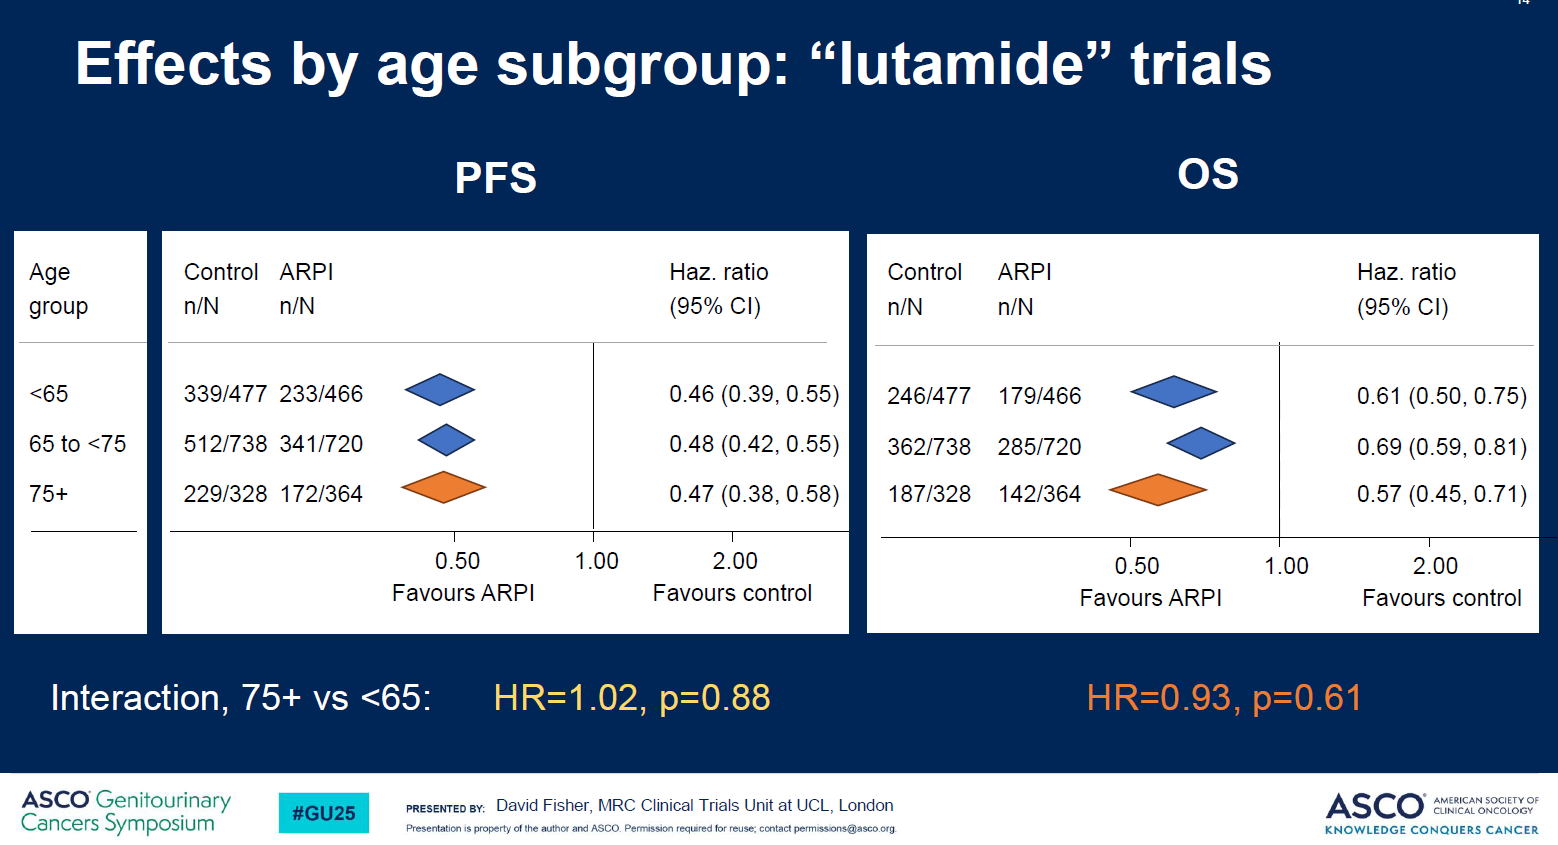 14
Effects by age subgroup: “lutamide” trials
PFS
OS
Age group
Control n/N
ARPI n/N
Haz. ratio (95% CI)
<65 339/477 233/466 0.46 (0.39, 0.55)
65 to <75 512/738 341/720 0.48 (0.42, 0.55)
75+ 229/328 172/364 0.47 (0.38, 0.58)
0.50 1.00 2.00
Favours ARPI Favours control
Control n/N
ARPI n/N
Haz. ratio (95% CI)
246/477 179/466 0.61 (0.50, 0.75)
362/738 285/720 0.69 (0.59, 0.81)
187/328 142/364 0.57 (0.45, 0.71)
0.50 1.00 2.00
Favours ARPI Favours control
Interaction, 75+ vs <65: HR=1.02, p=0.88 HR=0.93, p=0.61
ASCO® Genitourinary
Cancers Symposium
#GU25
PRESENTED BY: David Fisher, MRC Clinical Trials Unit at UCL, London
Presentation is property of the author and ASCO. Permission required for reuse; contact permissions@asco.org.
ASCO® AMERICAN SOCIETY OF
CLINICAL ONCOLOGY
KNOWLEDGE CONQUERS CANCER